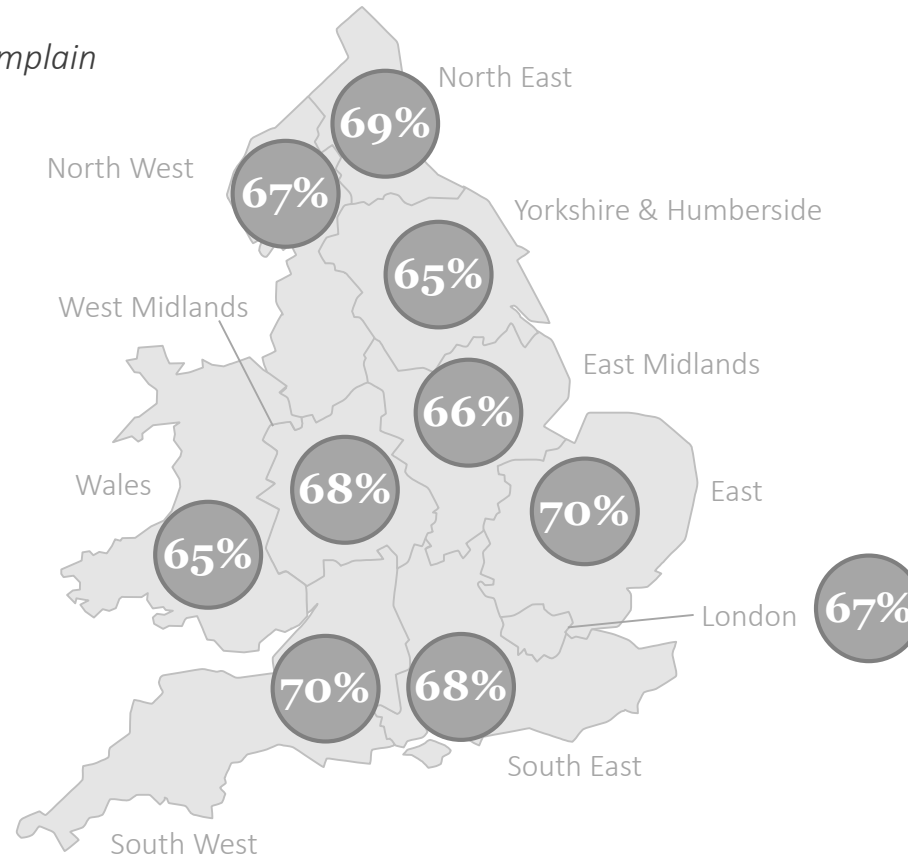 North East
69%
North West
67%
Yorkshire & Humberside
65%
West Midlands
East Midlands
66%
Wales
68%
East
70%
65%
London
67%
70%
68%
South East
South West